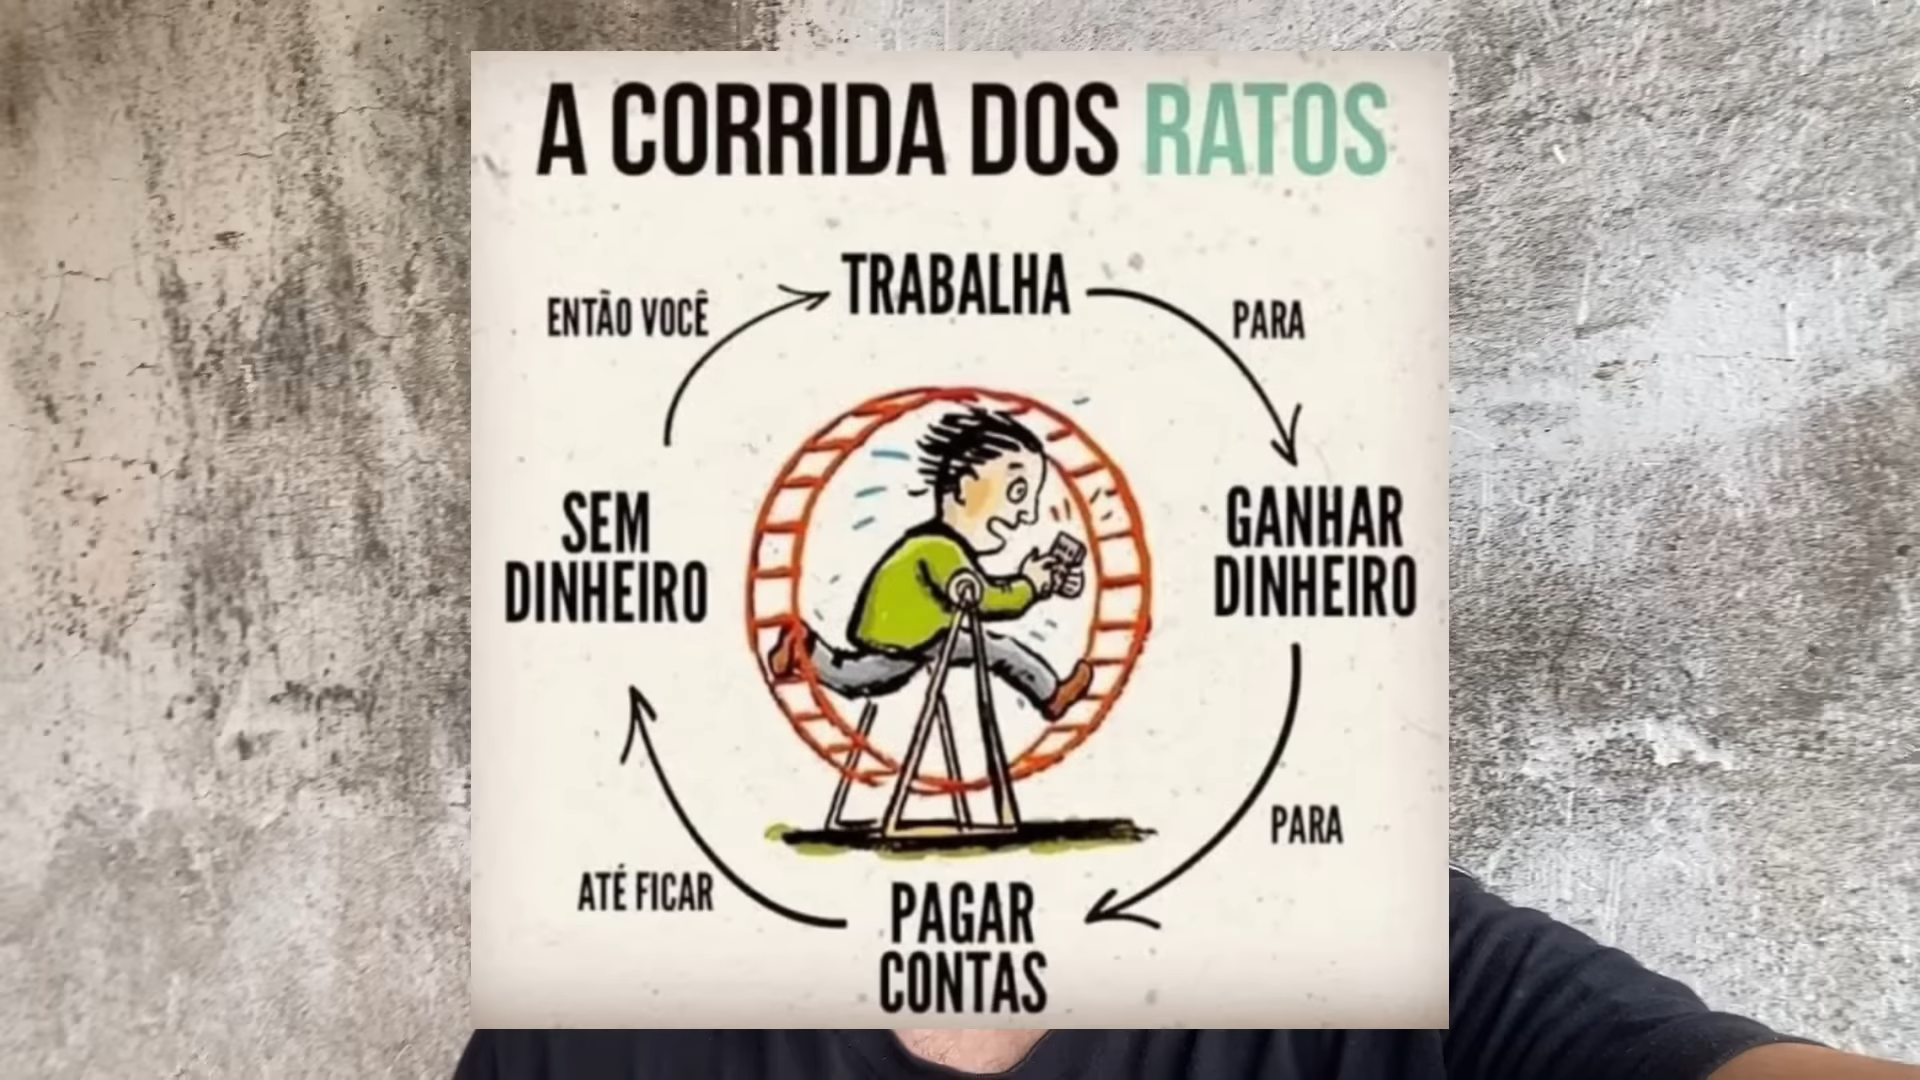 A CORRIDA DOS RATOS
TRABALHA
PARA
GANHAR
DINHEIRO
PARA
PAGAR
CONTAS
ATÉ FICAR
SEM
DINHEIRO
ENTÃO VOCÊ